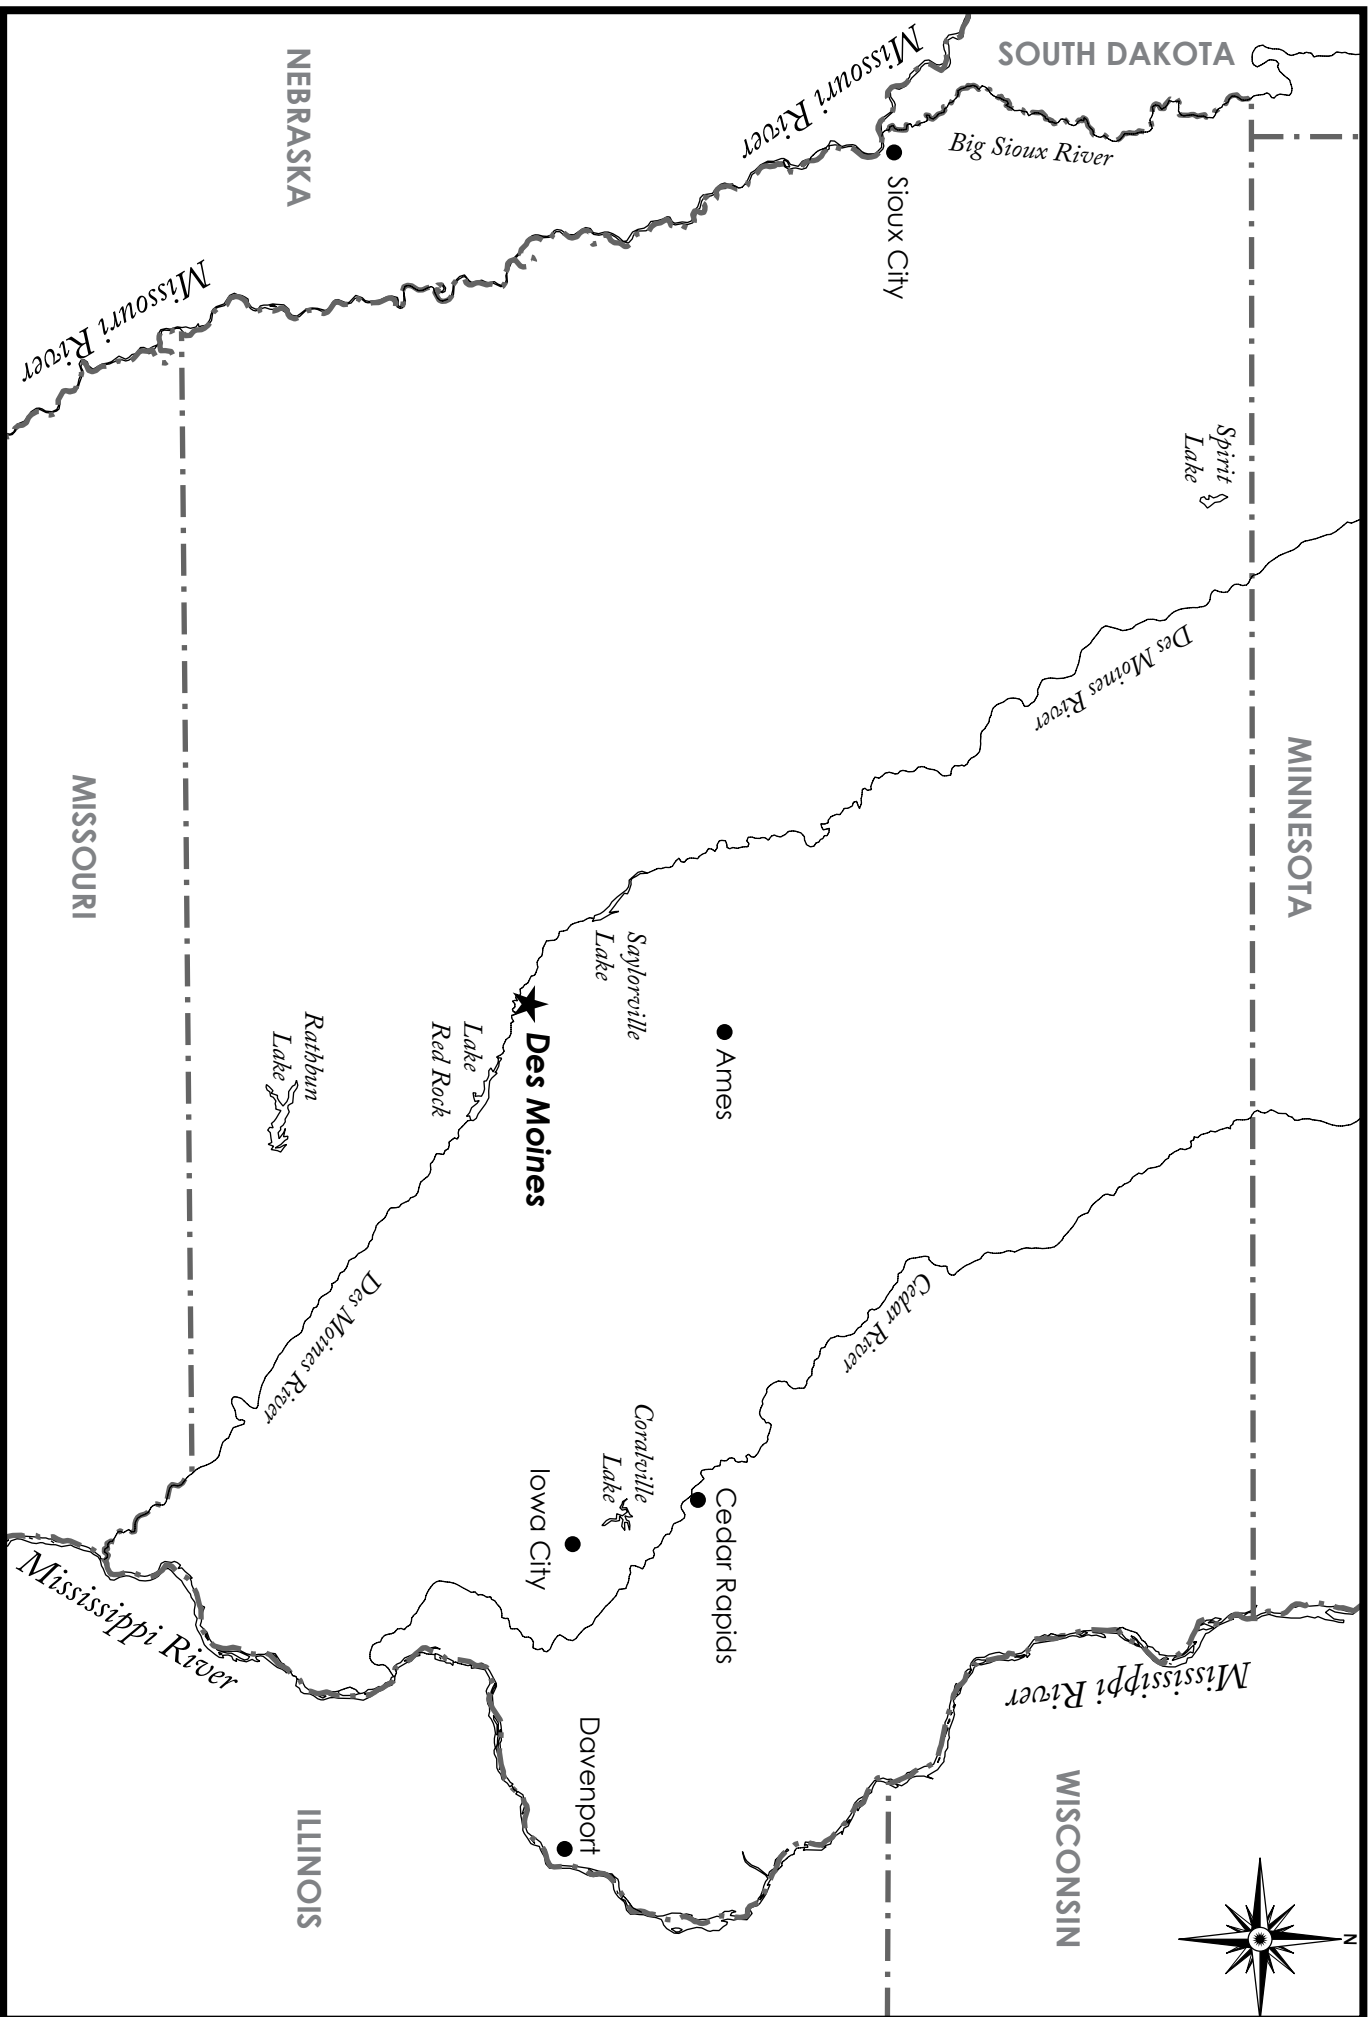 SOUTH DAKOTA
MINNESOTA
WISCONSIN
N
Missouri River
Big Sioux River
Sioux City
Spirit
Lake
Des Moines River
Cedar River
Mississippi River
NEBRASKA
Missouri River
Saylorville
Lake
Ames
Des Moines
Lake
Red Rock
Rathbun
Lake
Des Moines River
Coralville
Lake
Cedar Rapids
Iowa City
Davenport
Mississippi River
MISSOURI
ILLINOIS